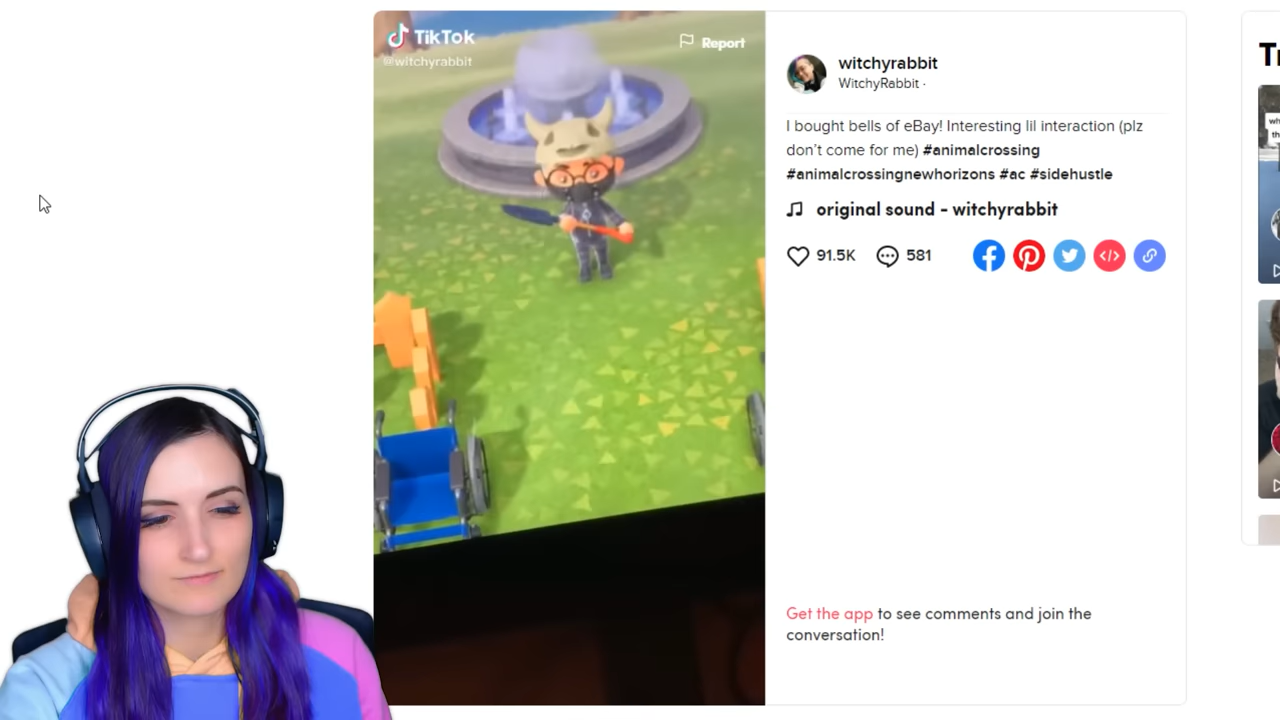 TikTok
@witchyrabbit
Report
witchyrabbit
WitchyRabbit ·
I bought bells of eBay! Interesting lil interaction (plz
don't come for me) #animalcrossing
#animalcrossingnewhorizons #ac #sidehustle
original sound - witchyrabbit
91.5K
581
Get the app to see comments and join the
conversation!